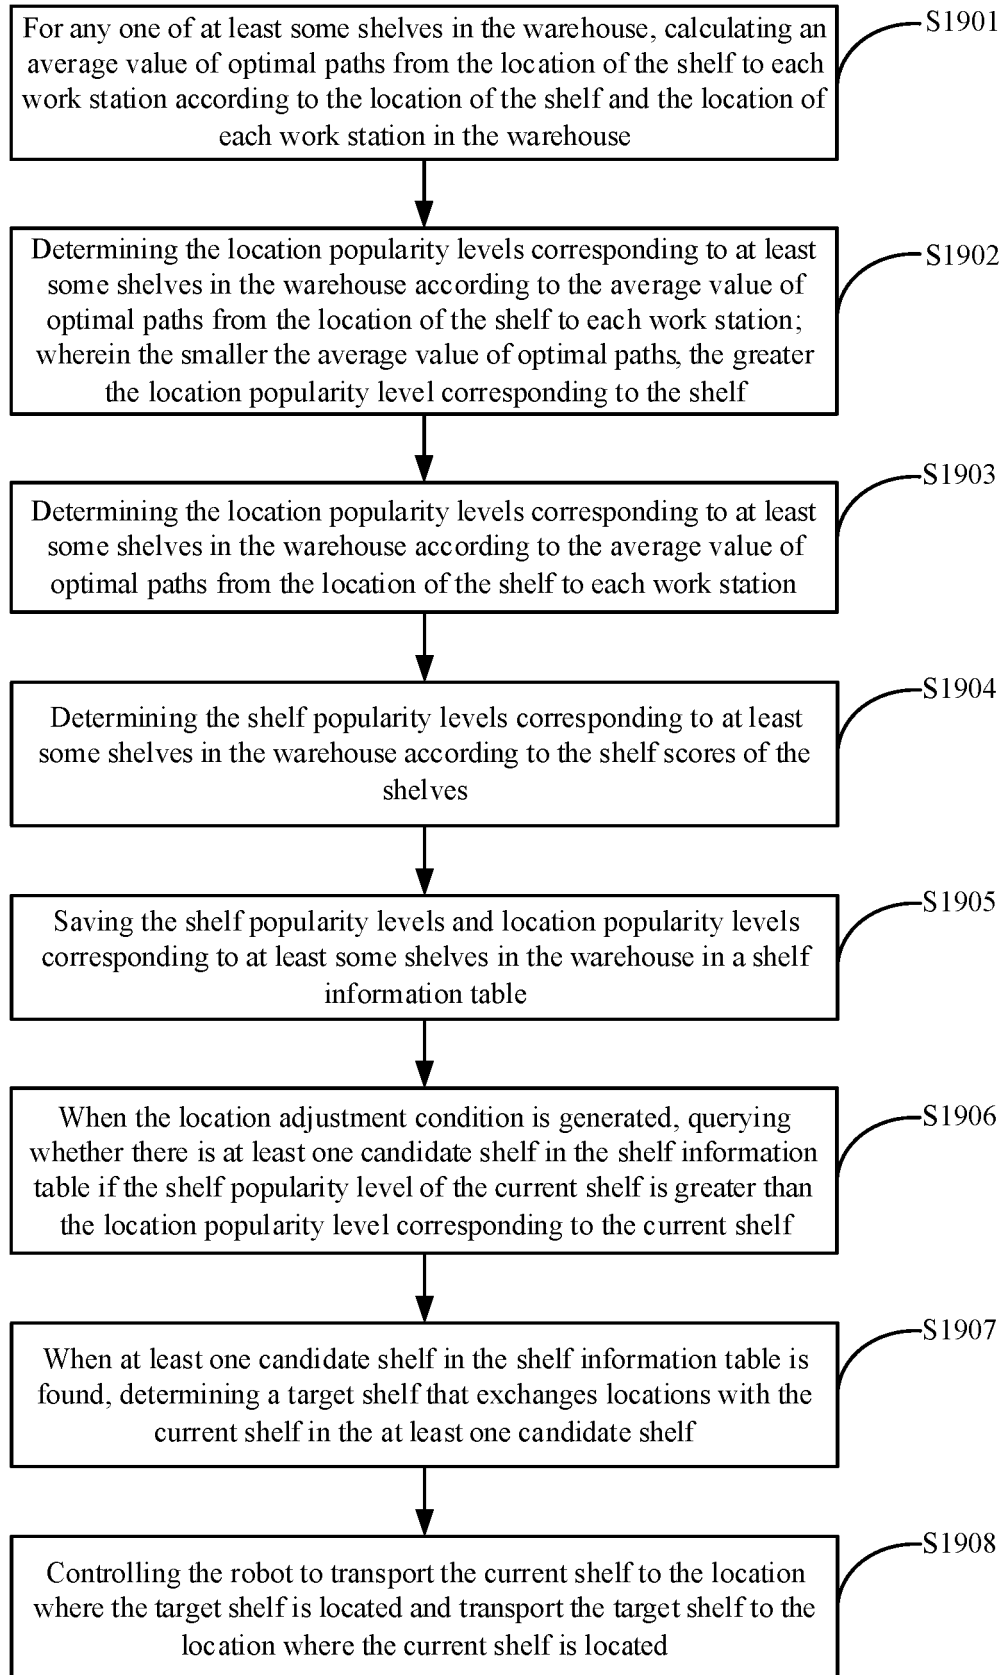 For any one of at least some shelves in the warehouse, calculating an
average value of optimal paths from the location of the shelf to each
work station according to the location of the shelf and the location of
each work station in the warehouse
S1901
Determining the location popularity levels corresponding to at least
some shelves in the warehouse according to the average value of
optimal paths from the location of the shelf to each work station;
wherein the smaller the average value of optimal paths, the greater
the location popularity level corresponding to the shelf
S1902
Determining the location popularity levels corresponding to at least
some shelves in the warehouse according to the average value of
optimal paths from the location of the shelf to each work station
S1903
Determining the shelf popularity levels corresponding to at least
some shelves in the warehouse according to the shelf scores of the
shelves
S1904
Saving the shelf popularity levels and location popularity levels
corresponding to at least some shelves in the warehouse in a shelf
information table
S1905
When the location adjustment condition is generated, querying
whether there is at least one candidate shelf in the shelf information
table if the shelf popularity level of the current shelf is greater than
the location popularity level corresponding to the current shelf
S1906
When at least one candidate shelf in the shelf information table is
found, determining a target shelf that exchanges locations with the
current shelf in the at least one candidate shelf
S1907
Controlling the robot to transport the current shelf to the location
where the target shelf is located and transport the target shelf to the
location where the current shelf is located
S1908